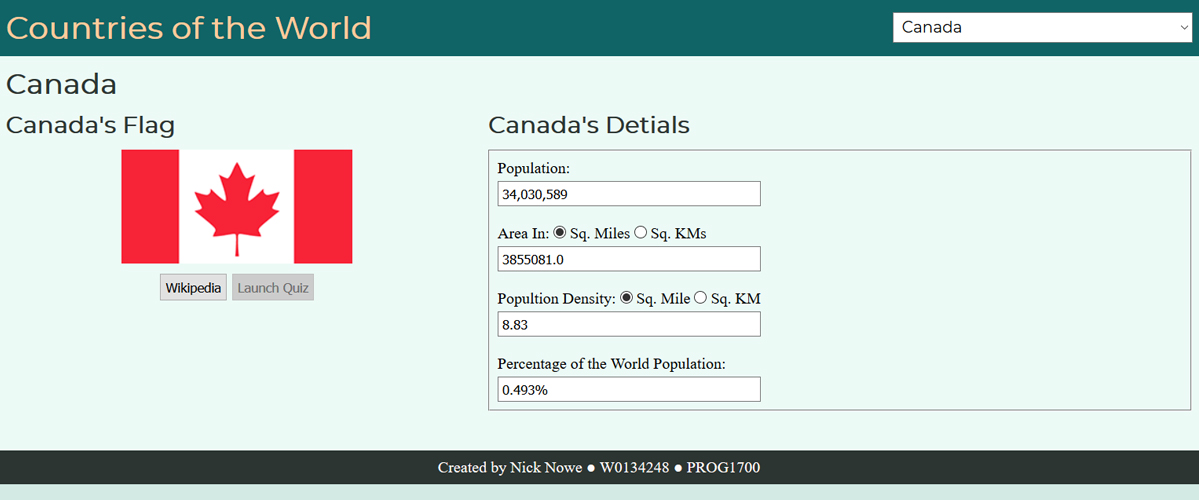 Countries of the World
Canada
Canada
Canada's Flag
Wikipedia
Launch Quiz
Canada's Detials
Population:
34,030,589
Area In: Sq. Miles Sq. KMs
3855081.0
Popultion Density: Sq. Mile Sq. KM
8.83
Percentage of the World Population:
0.493%
Created by Nick Nowe ● W0134248 ● PROG1700